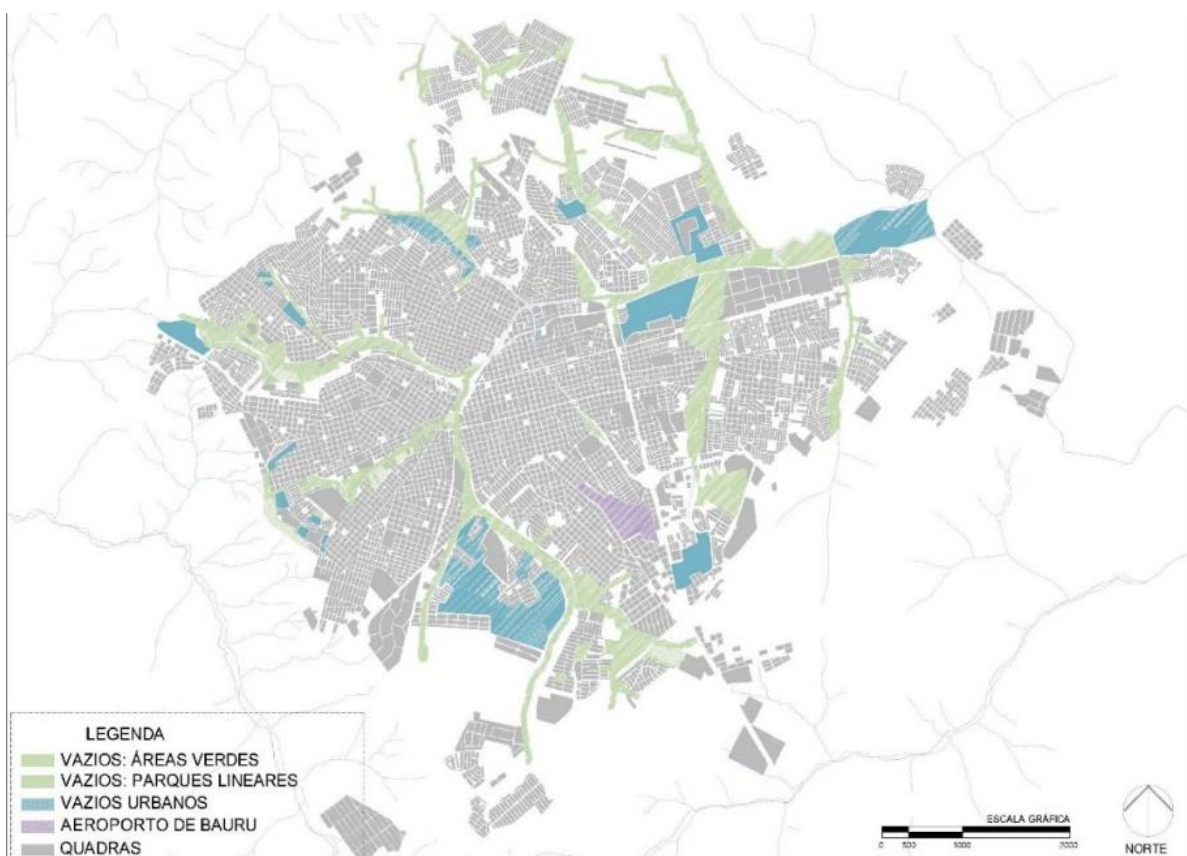 LEGENDA
VAZIOS: ÁREAS VERDES
VAZIOS: PARQUES LINEARES
VAZIOS URBANOS
AEROPORTO DE BAURU
QUADRAS
ESCALA GRÁFICA
0 500 1000 2000
NORTE